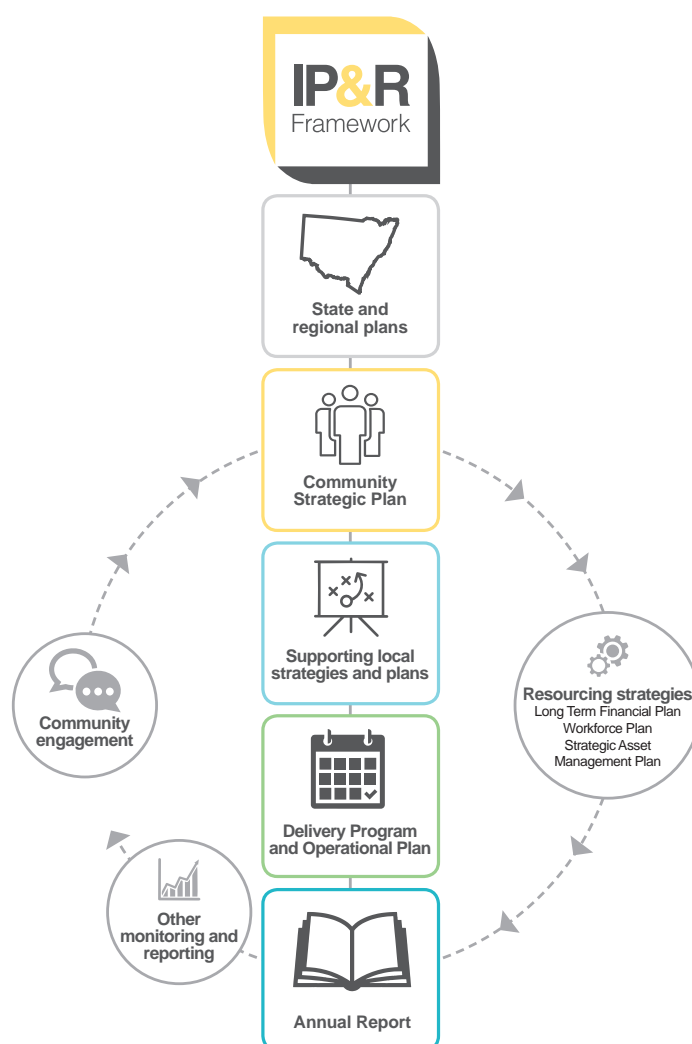 IP&R
Framework
State and
regional plans
Community
Strategic Plan
Supporting local
strategies and plans
Community
engagement
Resourcing strategies
Long Term Financial Plan
Workforce Plan
Strategic Asset
Management Plan
Delivery Program
and Operational Plan
Other
monitoring and
reporting
Annual Report